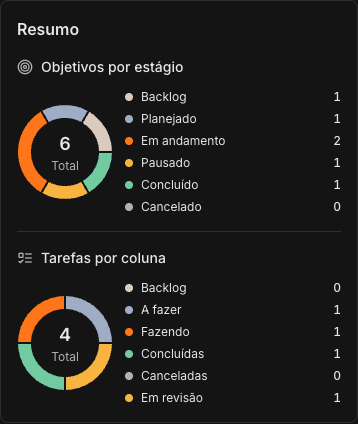 Resumo
Objetivos por estágio
6
Total
Backlog 1
Planejado 1
Em andamento 2
Pausado 1
Concluído 1
Cancelado 0
Tarefas por coluna
4
Total
Backlog 0
A fazer 1
Fazendo 1
Concluídas 1
Canceladas 0
Em revisão 1